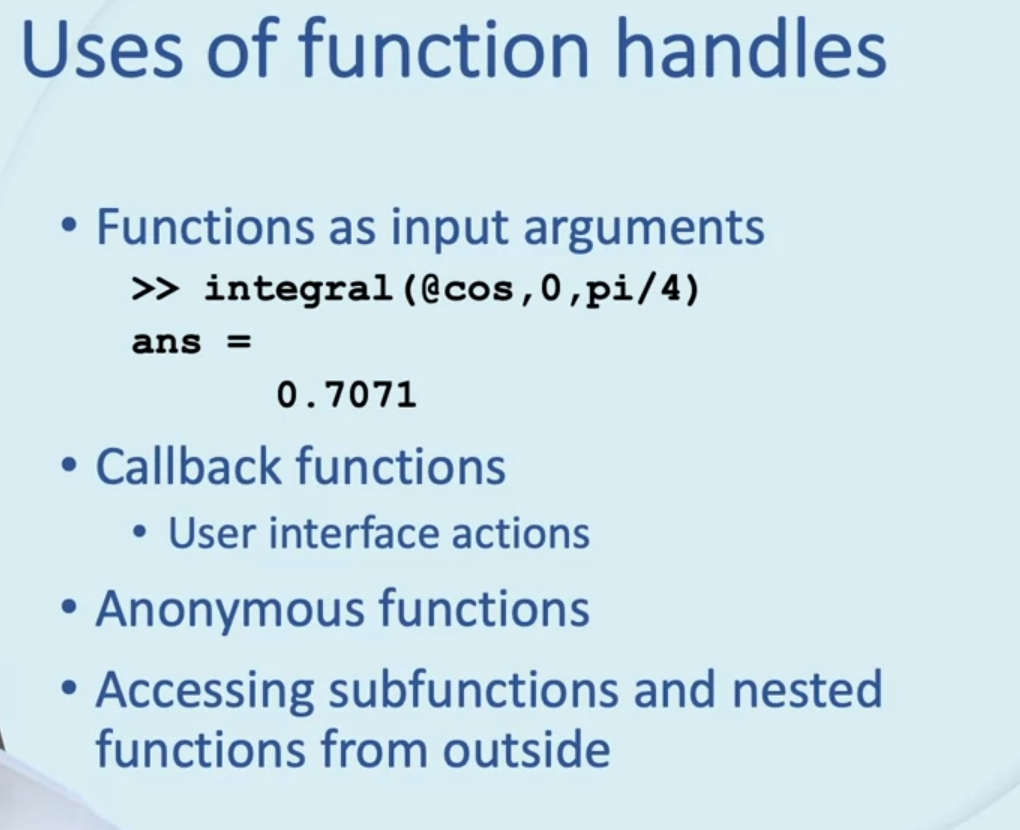 Uses of function handles
• Functions as input arguments
>> integral(@cos,0,pi/4)
ans =
0.7071
• Callback functions
• User interface actions
• Anonymous functions
• Accessing subfunctions and nested
functions from outside